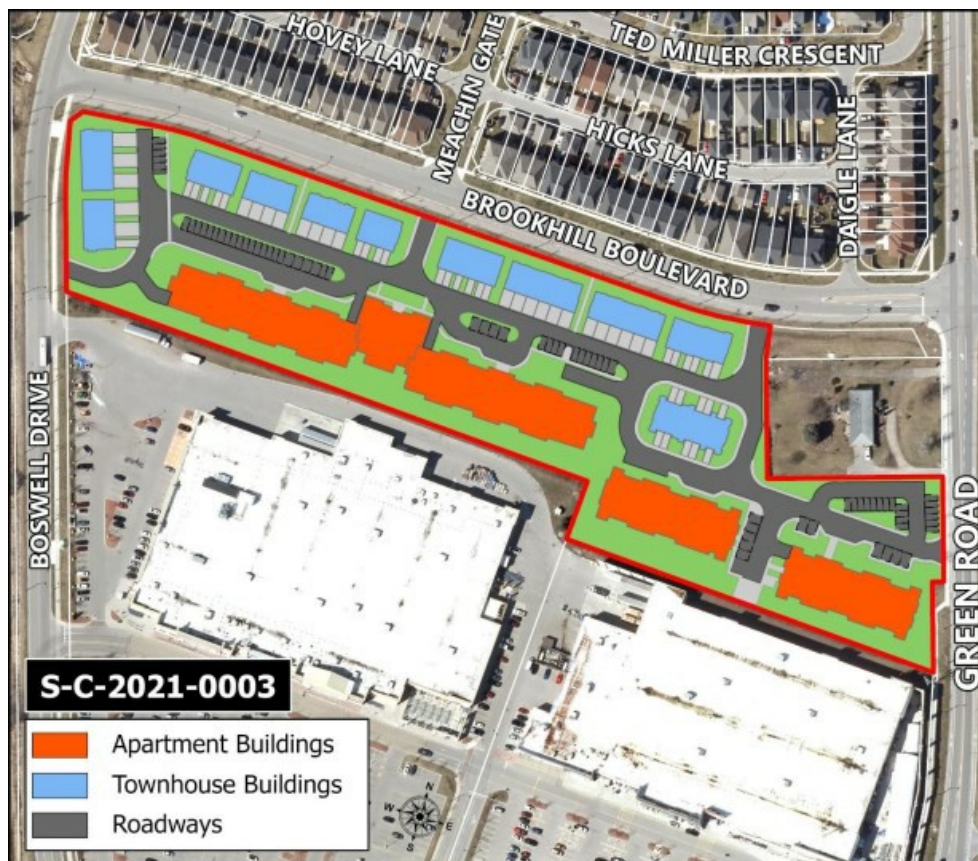 HOVEY LANE
MEACHIN GATE
TED MILLER CRESCENT
HICKS LANE
DAIGLE LANE
BROOKHILL BOULEVARD
BOSWELL DRIVE
GREEN ROAD
S-C-2021-0003
Apartment Buildings
Townhouse Buildings
Roadways
N
W
E
S